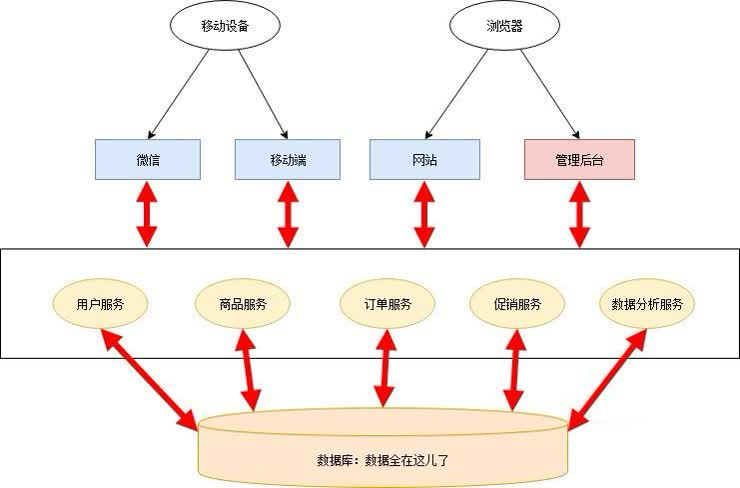 移动设备
浏览器
微信
移动端
网站
管理后台
用户服务
商品服务
订单服务
促销服务
数据分析服务
数据库：数据全在这儿了